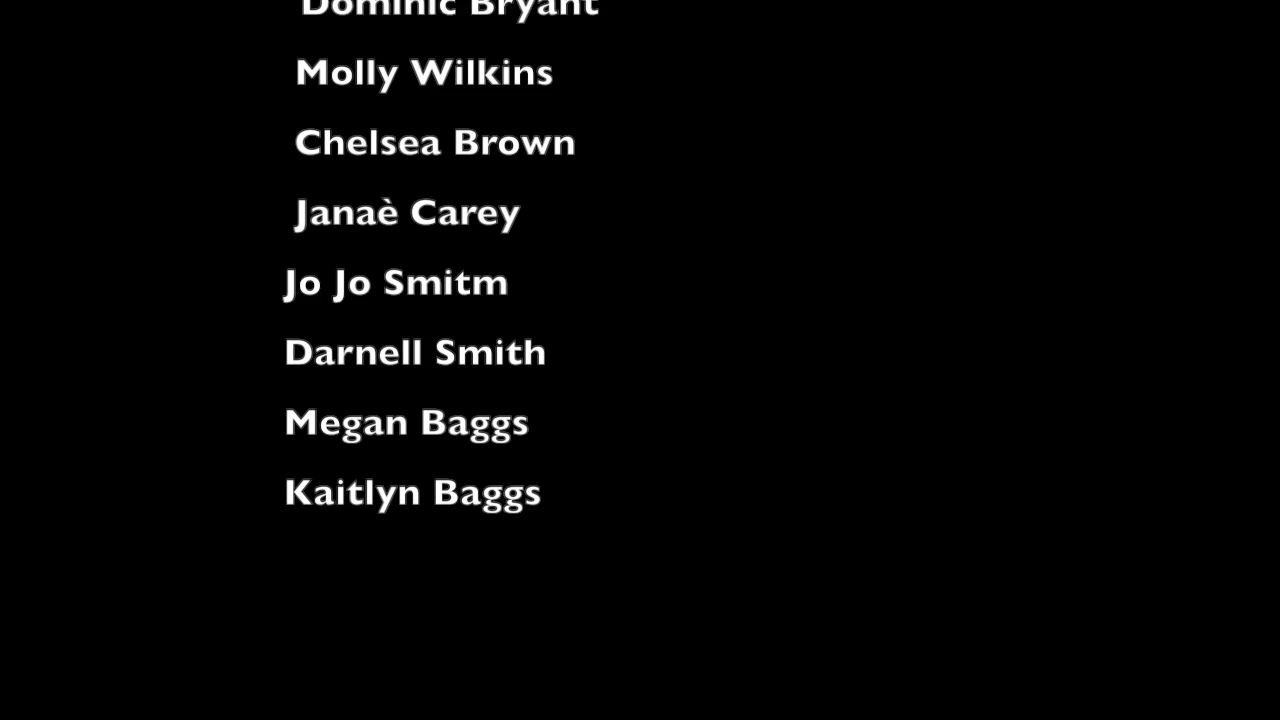 Dominic Bryant
Molly Wilkins
Chelsea Brown
Janaè Carey
Jo Jo Smitm
Darnell Smith
Megan Baggs
Kaitlyn Baggs